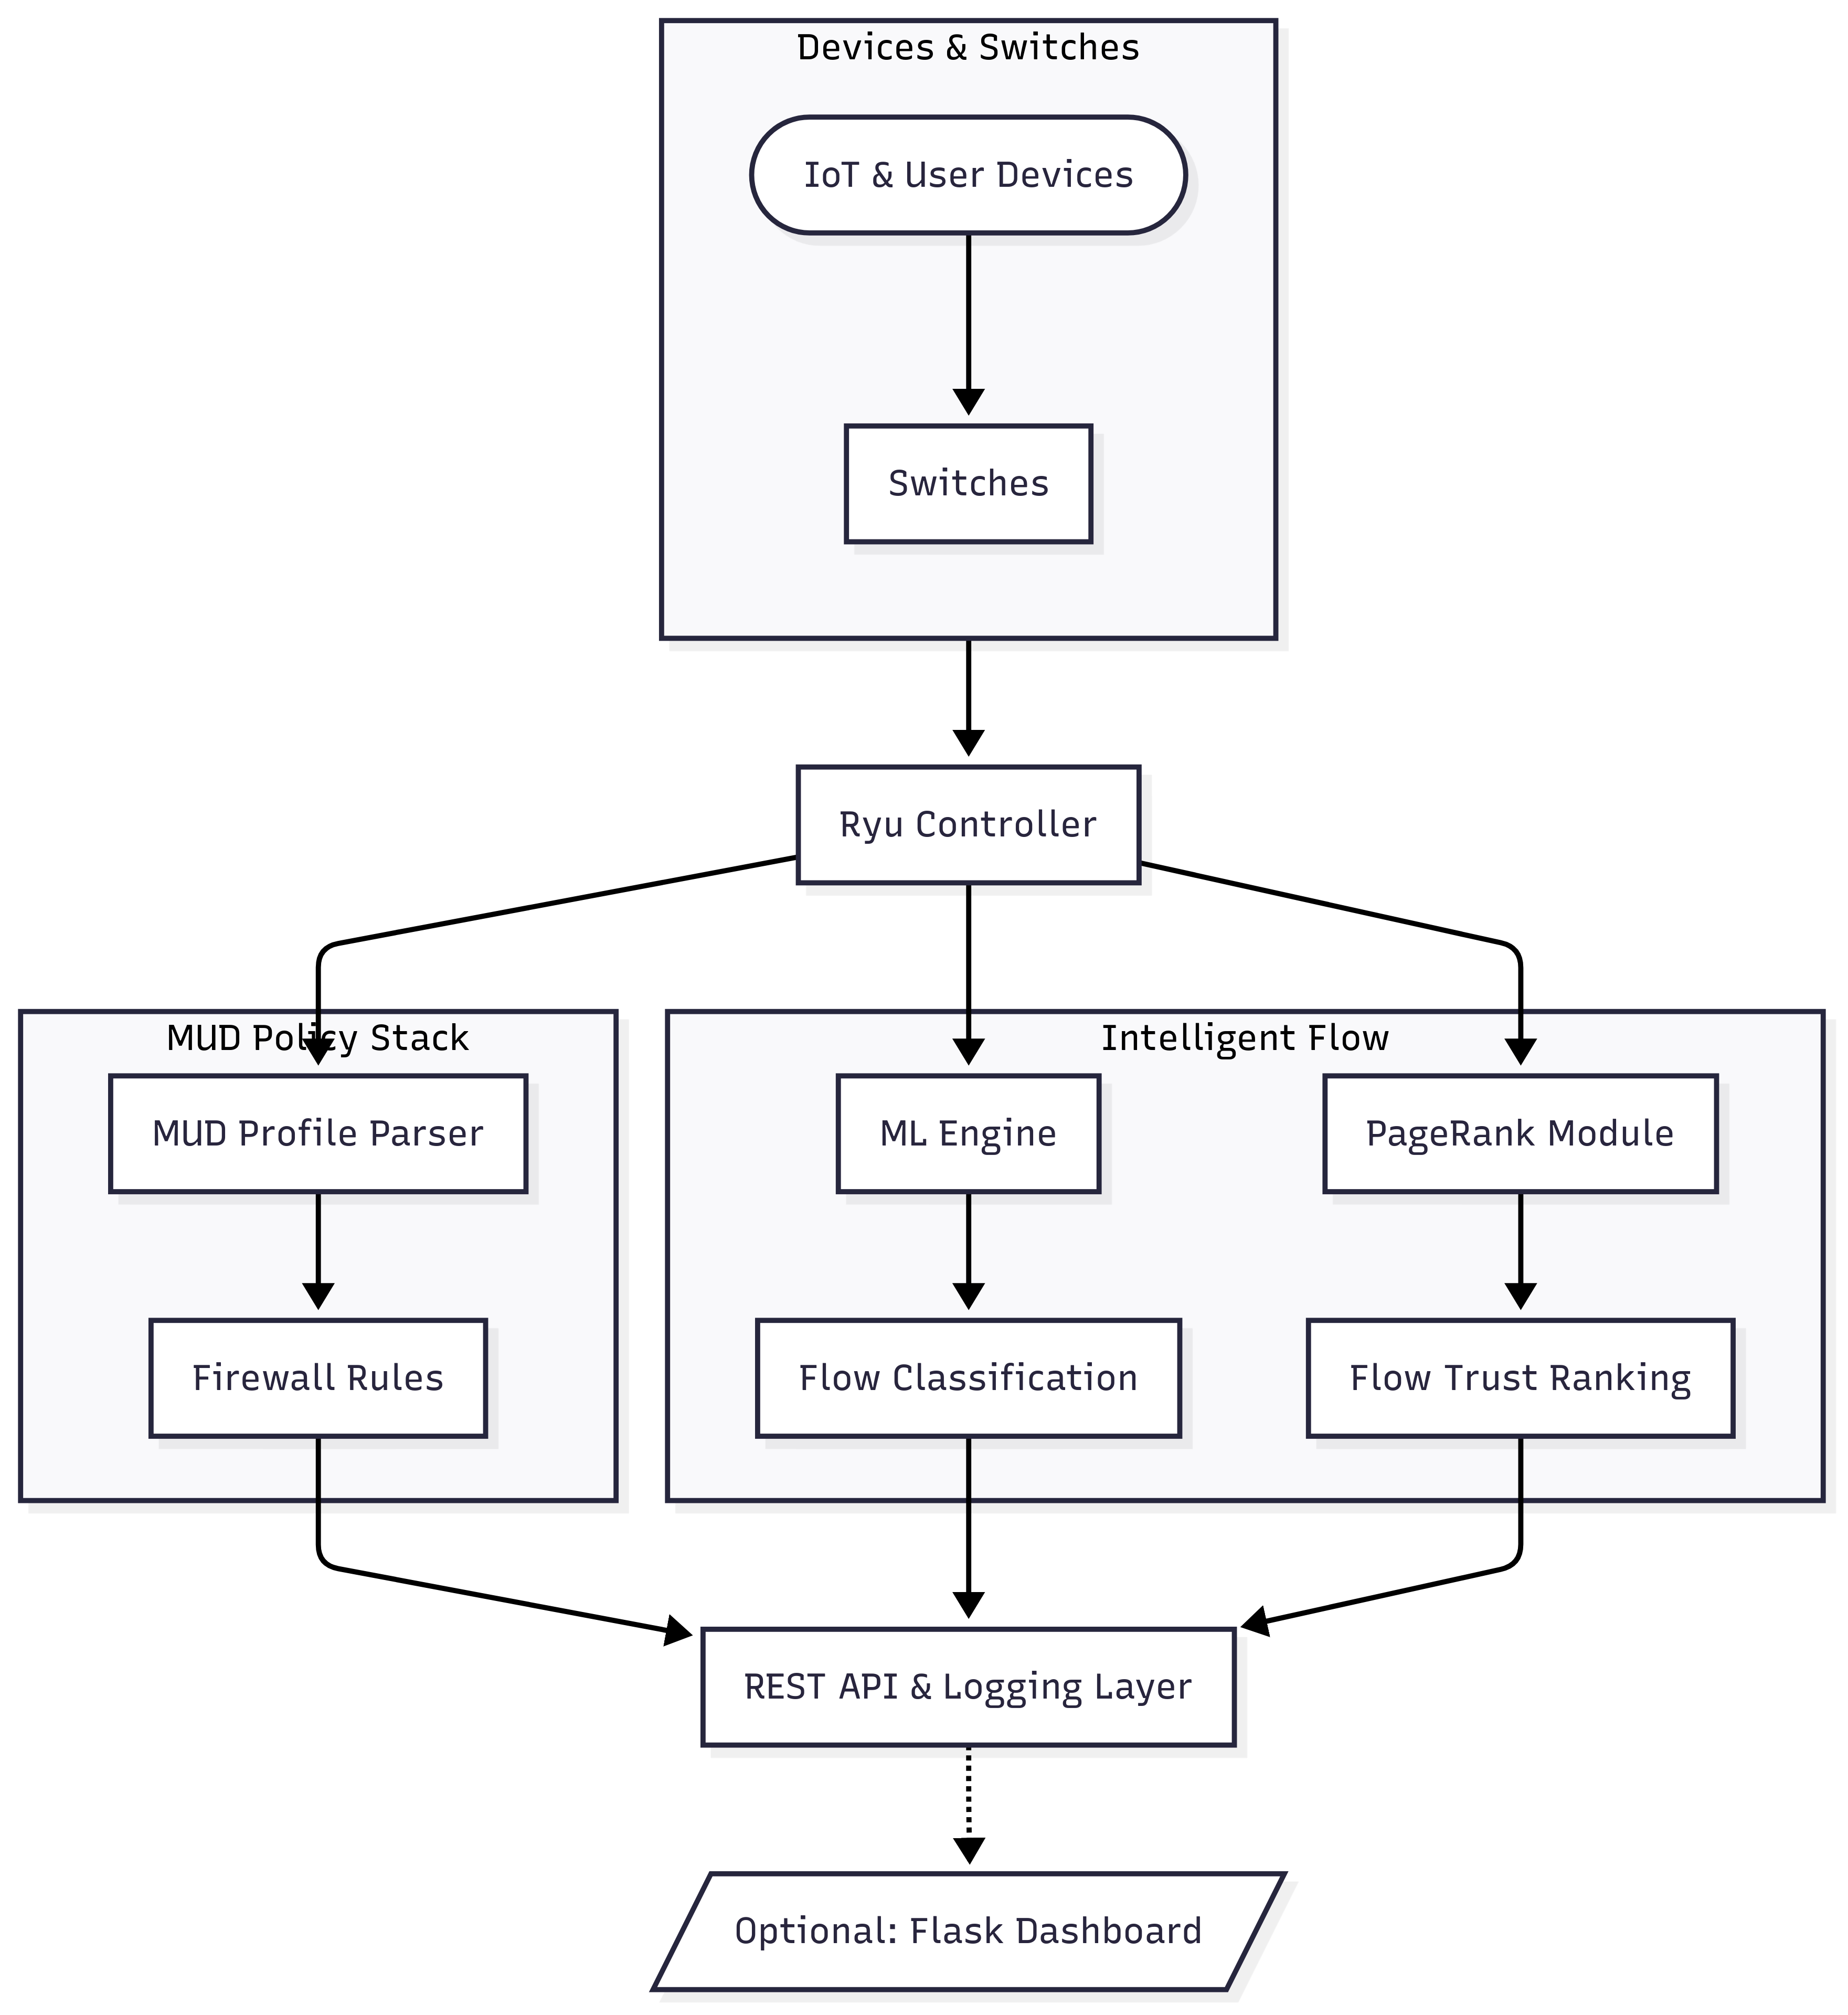 Devices & Switches
IoT & User Devices
Switches
Ryu Controller
MUD Policy Stack
Intelligent Flow
MUD Profile Parser
ML Engine
PageRank Module
Firewall Rules
Flow Classification
Flow Trust Ranking
REST API & Logging Layer
Optional: Flask Dashboard